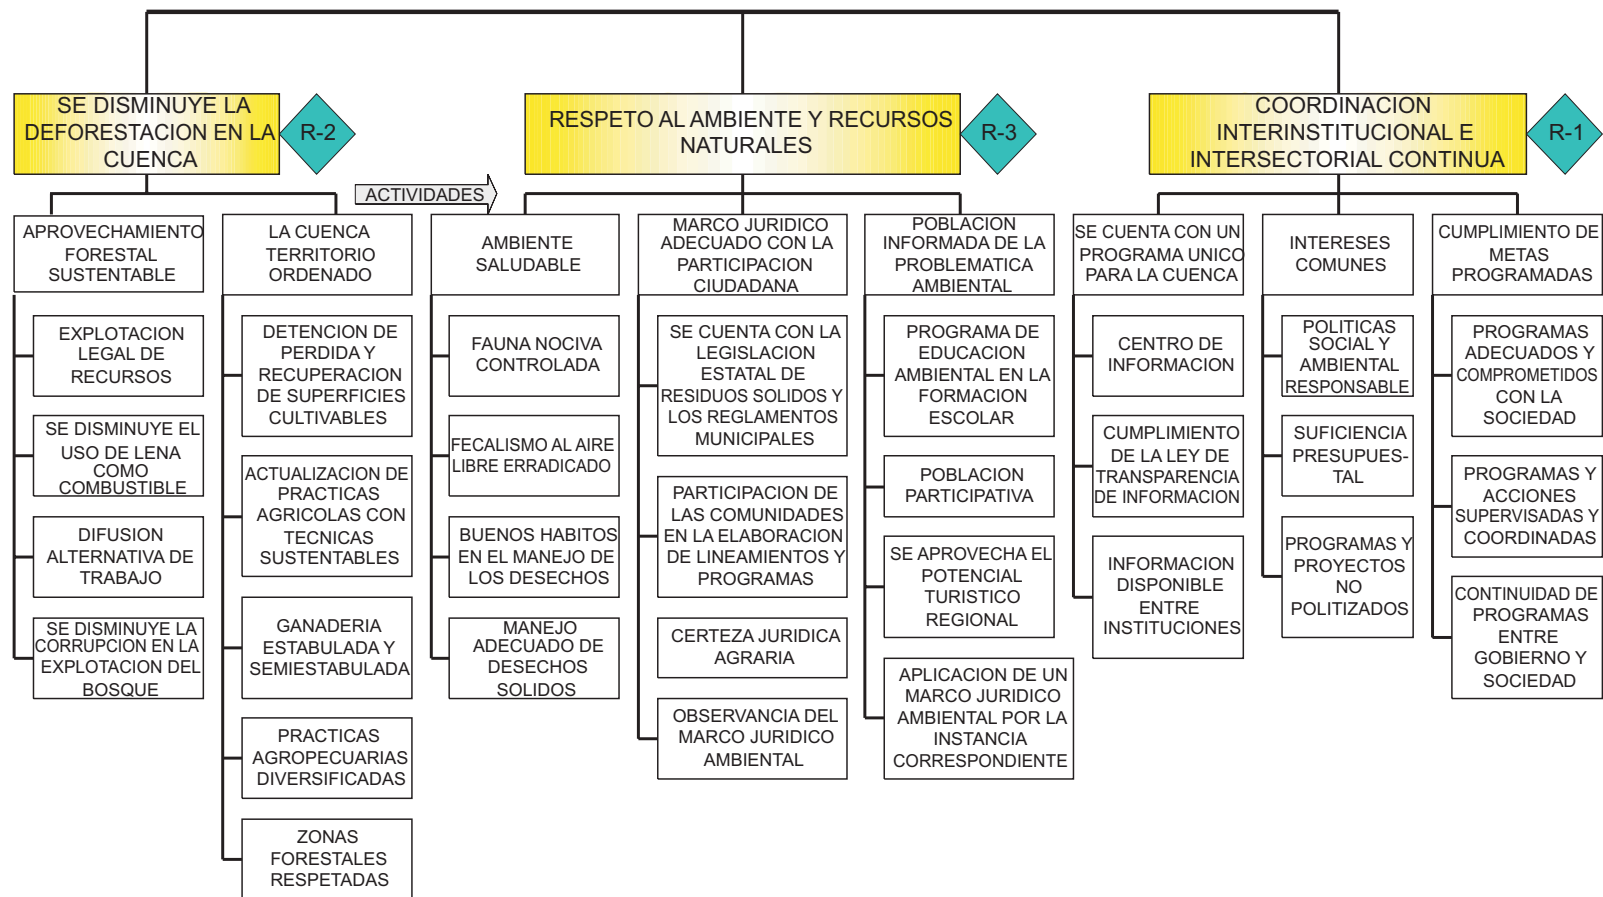 SE DISMINUYE LA
DEFORESTACION EN LA
CUENCA
R-2
RESPETO AL AMBIENTE Y RECURSOS
NATURALES
R-3
COORDINACION
INTERINSTITUCIONAL E
INTERSECTORIAL CONTINUA
R-1
ACTIVIDADES
APROVECHAMIENTO
FORESTAL
SUSTENTABLE
EXPLOTACION
LEGAL DE
RECURSOS
SE DISMINUYE EL
USO DE LENA
COMO
COMBUSTIBLE
DIFUSION
ALTERNATIVA DE
TRABAJO
SE DISMINUYE LA
CORRUPCION EN LA
EXPLOTACION DEL
BOSQUE
LA CUENCA
TERRITORIO
ORDENADO
DETENCION DE
PERDIDA Y
RECUPERACION
DE SUPERFICIES
CULTIVABLES
ACTUALIZACION DE
PRACTICAS
AGRICOLAS CON
TECNICAS
SUSTENTABLES
GANADERIA
ESTABULADA Y
SEMIESTABULADA
PRACTICAS
AGROPECUARIAS
DIVERSIFICADAS
ZONAS
FORESTALES
RESPETADAS
AMBIENTE
SALUDABLE
FAUNA NOCIVA
CONTROLADA
FECALISMO AL AIRE
LIBRE ERRADICADO
BUENOS HABITOS
EN EL MANEJO DE
LOS DESECHOS
MANEJO
ADECUADO DE
DESECHOS
SOLIDOS
MARCO JURIDICO
ADECUADO CON LA
PARTICIPACION
CIUDADANA
SE CUENTA CON LA
LEGISLACION
ESTATAL DE
RESIDUOS SOLIDOS Y
LOS REGLAMENTOS
MUNICIPALES
PARTICIPACION DE
LAS COMUNIDADES
EN LA ELABORACION
DE LINEAMIENTOS Y
PROGRAMAS
CERTEZA JURIDICA
AGRARIA
OBSERVANCIA DEL
MARCO JURIDICO
AMBIENTAL
POBLACION
INFORMADA DE LA
PROBLEMATICA
AMBIENTAL
PROGRAMA DE
EDUCACION
AMBIENTAL EN LA
FORMACION
ESCOLAR
POBLACION
PARTICIPATIVA
SE APROVECHA EL
POTENCIAL
TURISTICO
REGIONAL
APLICACION DE UN
MARCO JURIDICO
AMBIENTAL POR LA
INSTANCIA
CORRESPONDIENTE
SE CUENTA CON UN
PROGRAMA UNICO
PARA LA CUENCA
CENTRO DE
INFORMACION
CUMPLIMIENTO
DE LA LEY DE
TRANSPARENCIA
DE INFORMACION
INFORMACION
DISPONIBLE
ENTRE
INSTITUCIONES
INTERESES
COMUNES
POLITICAS
SOCIAL Y
AMBIENTAL
RESPONSABLE
SUFICIENCIA
PRESUPUES-
TAL
PROGRAMAS Y
PROYECTOS
NO
POLITIZADOS
CUMPLIMIENTO DE
METAS
PROGRAMADAS
PROGRAMAS
ADECUADOS Y
COMPROMETIDOS
CON LA
SOCIEDAD
PROGRAMAS Y
ACCIONES
SUPERVISADAS Y
COORDINADAS
CONTINUIDAD DE
PROGRAMAS
ENTRE
GOBIERNO Y
SOCIEDAD